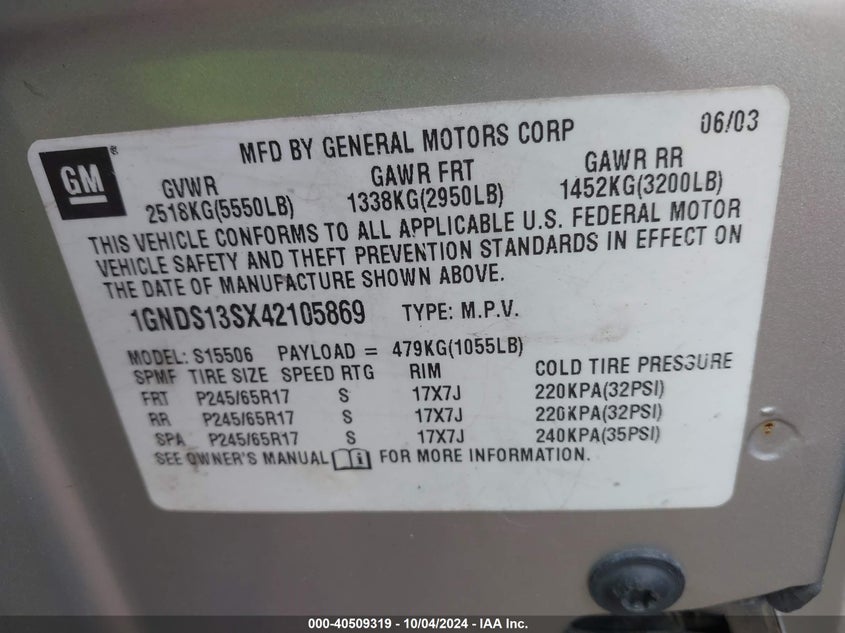 MFD BY GENERAL MOTORS CORP 06/03
GM
GVWR GAWR FRT GAWR RR
2518KG(5550LB) 1338KG(2950LB) 1452KG(3200LB)
THIS VEHICLE CONFORMS TO ALL APPLICABLE U.S. FEDERAL MOTOR
VEHICLE SAFETY AND THEFT PREVENTION STANDARDS IN EFFECT ON
THE DATE OF MANUFACTURE SHOWN ABOVE.
1GNDS13SX42105869 TYPE: M.P.V.
MODEL: S15506 PAYLOAD = 479KG(1055LB)
SPMF TIRE SIZE SPEED RTG RIM COLD TIRE PRESSURE
FRT P245/65R17 S 17X7J 220KPA(32PSI)
RR P245/65R17 S 17X7J 220KPA(32PSI)
SPA P245/65R17 S 17X7J 240KPA(35PSI)
SEE OWNER'S MANUAL FOR MORE INFORMATION.
000-40509319 - 10/04/2024 - IAA Inc.